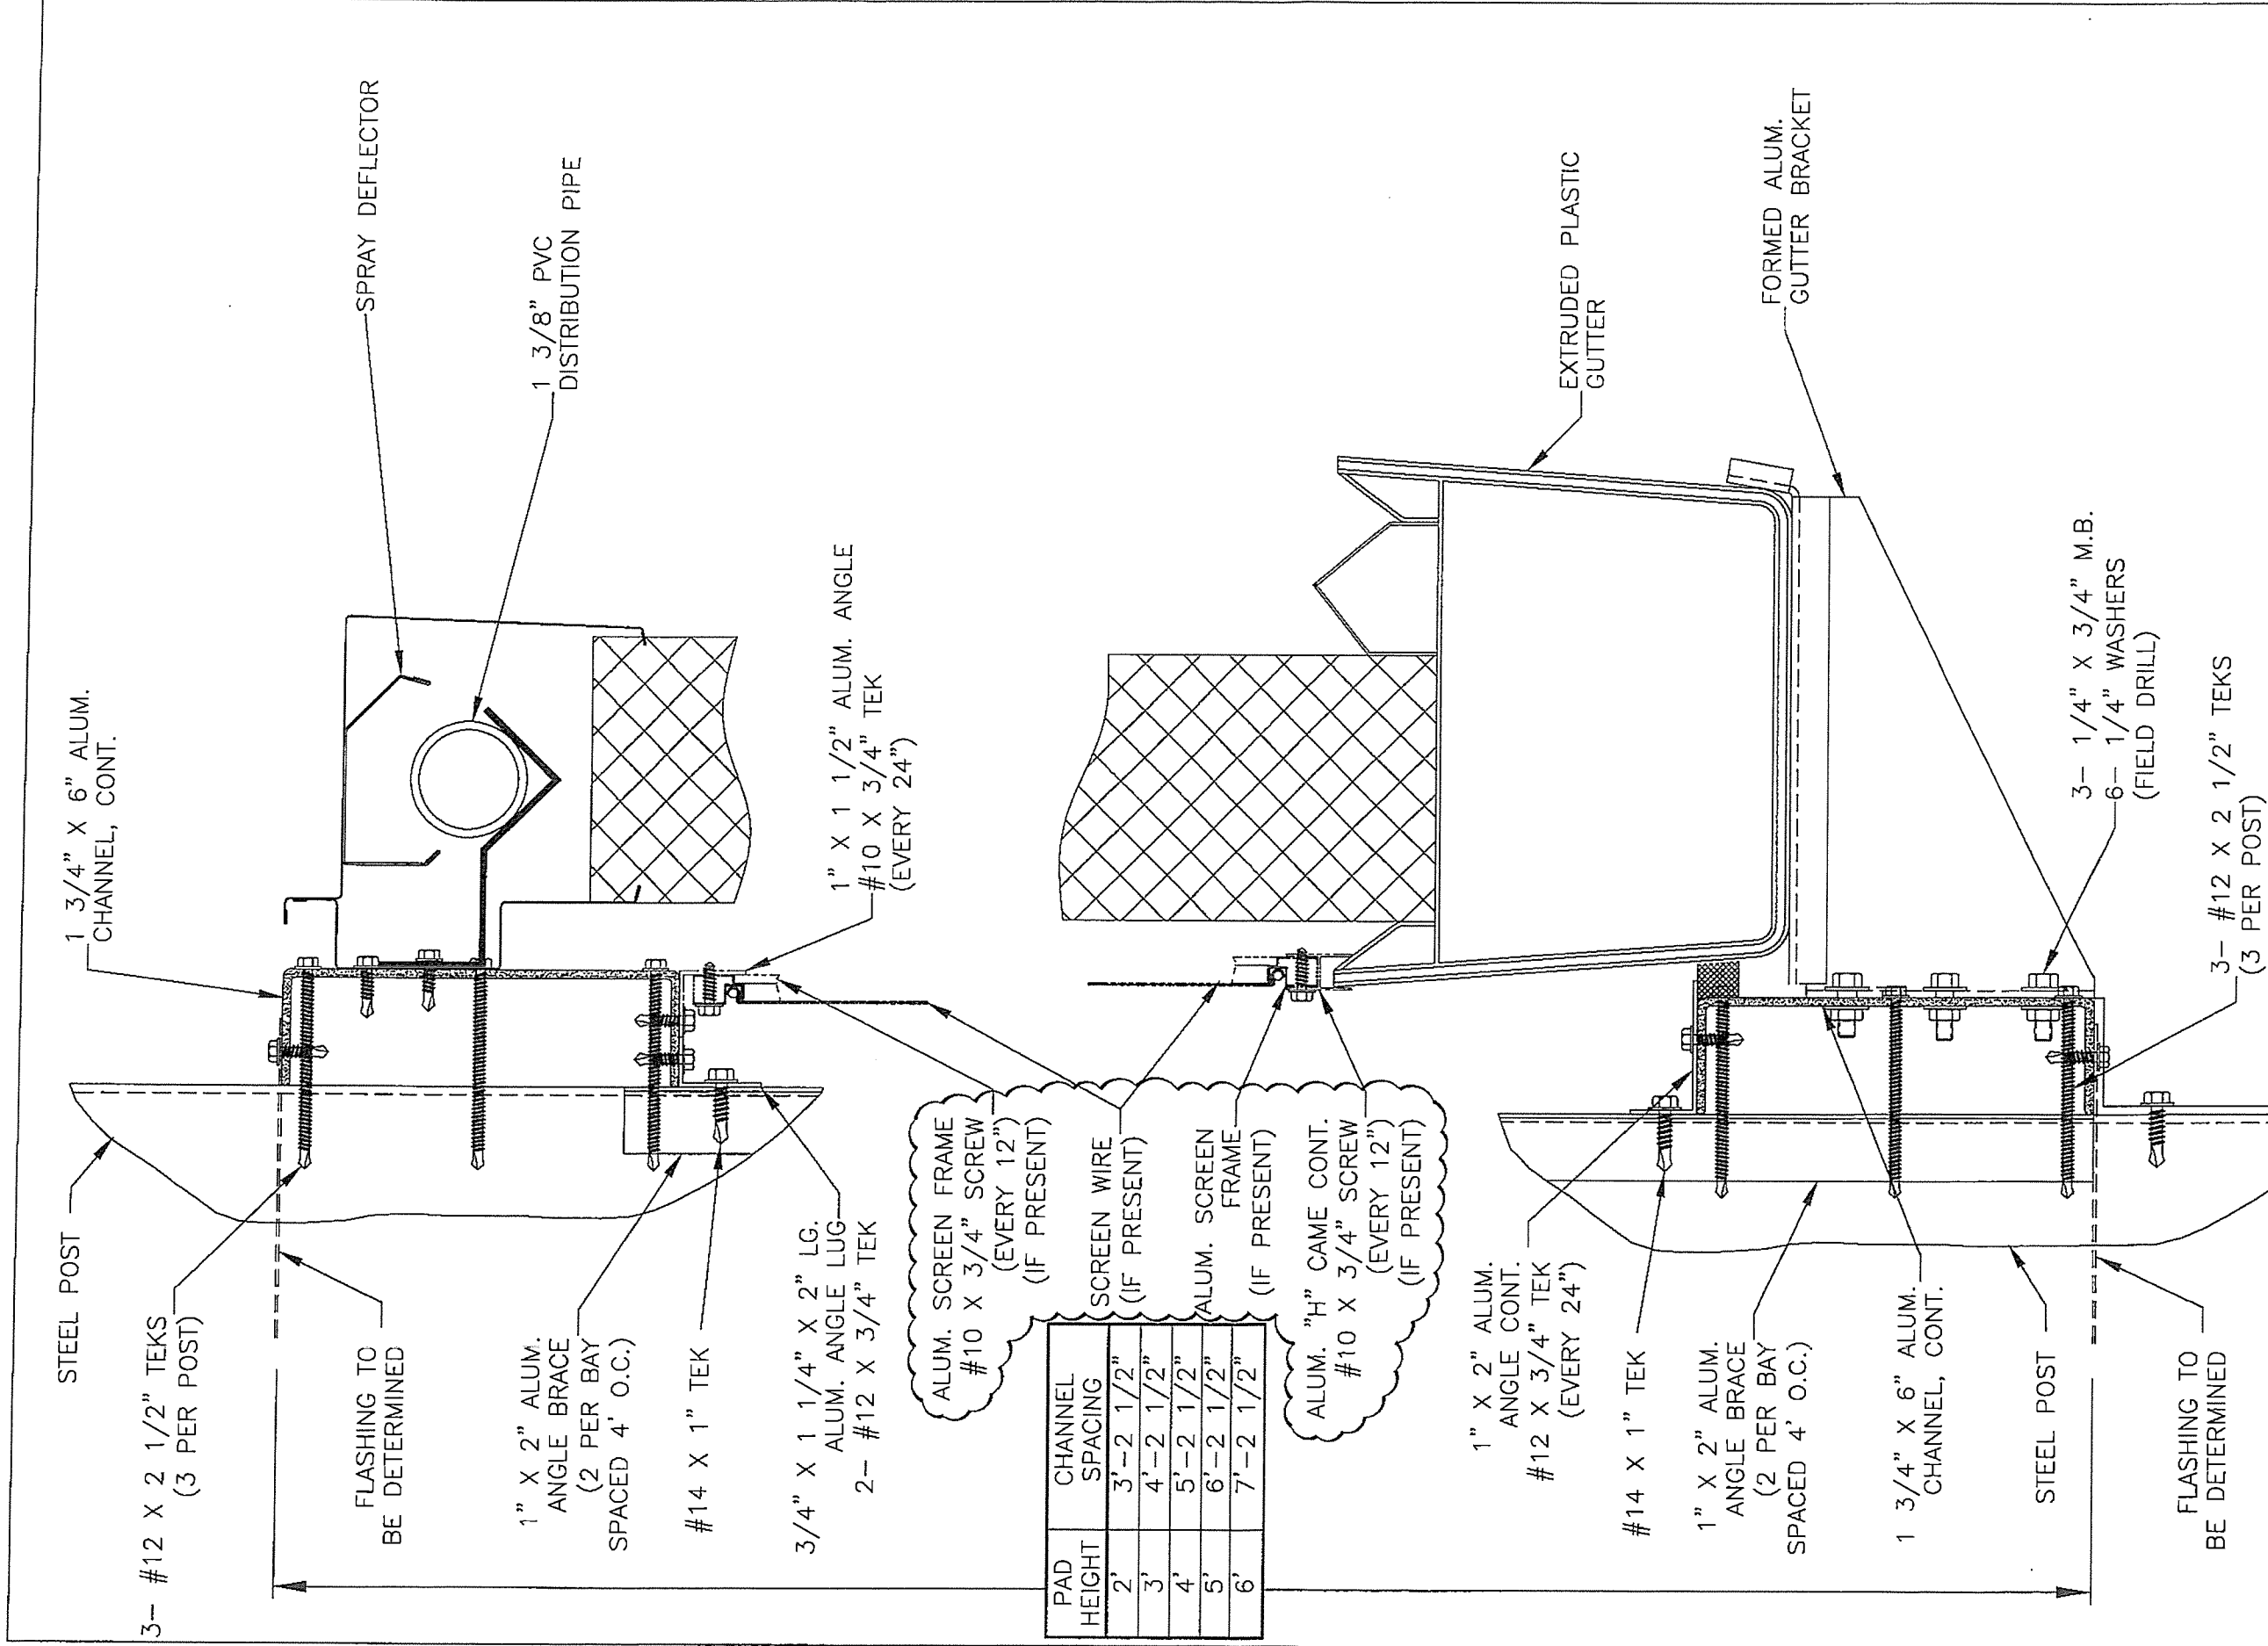 STEEL POST
3- #12 X 2 1/2" TEKS
(3 PER POST)
FLASHING TO
BE DETERMINED
1" X 2" ALUM.
ANGLE BRACE
(2 PER BAY
SPACED 4' O.C.)
#14 X 1" TEK
3/4" X 1 1/4" X 2" LG.
ALUM. ANGLE LUG
2- #12 X 3/4" TEK
1 3/4" X 6" ALUM.
CHANNEL, CONT.
SPRAY DEFLECTOR
1 3/8" PVC
DISTRIBUTION PIPE
1" X 1 1/2" ALUM. ANGLE
#10 X 3/4" TEK
(EVERY 24")
ALUM. SCREEN FRAME
#10 X 3/4" SCREW
(EVERY 12")
(IF PRESENT)
SCREEN WIRE
(IF PRESENT)
ALUM. SCREEN
FRAME
(IF PRESENT)
ALUM. "H" CAME CONT.
#10 X 3/4" SCREW
(EVERY 12")
(IF PRESENT)
PAD HEIGHT CHANNEL SPACING
2' 3'-2 1/2"
3' 4'-2 1/2"
4' 5'-2 1/2"
5' 6'-2 1/2"
6' 7'-2 1/2"
1" X 2" ALUM.
ANGLE CONT.
#12 X 3/4" TEK
(EVERY 24")
#14 X 1" TEK
1" X 2" ALUM.
ANGLE BRACE
(2 PER BAY
SPACED 4' O.C.)
1 3/4" X 6" ALUM.
CHANNEL, CONT.
STEEL POST
FLASHING TO
BE DETERMINED
EXTRUDED PLASTIC
GUTTER
FORMED ALUM.
GUTTER BRACKET
3- 1/4" X 3/4" M.B.
6- 1/4" WASHERS
(FIELD DRILL)
3- #12 X 2 1/2" TEKS
(3 PER POST)